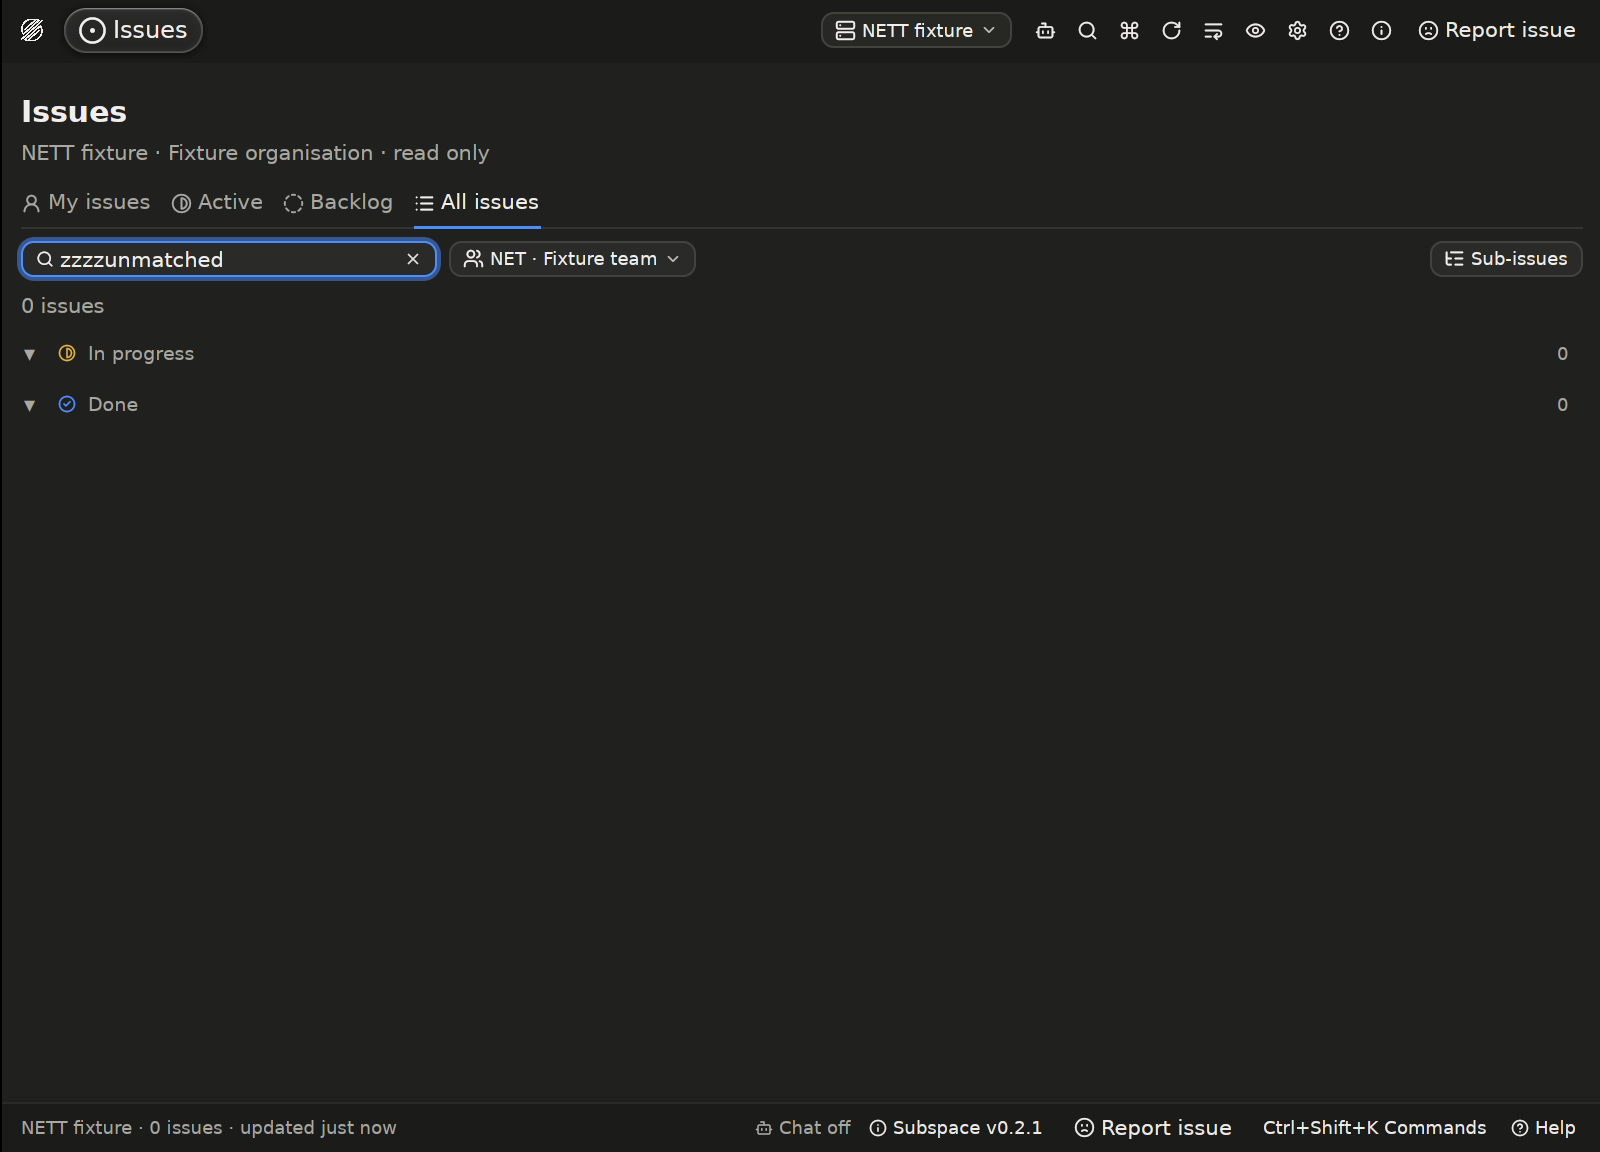 Issues
NETT fixture
Report issue
Issues
NETT fixture · Fixture organisation · read only
My issues Active Backlog All issues
zzzzunmatched NET · Fixture team Sub-issues
0 issues
In progress 0
Done 0
NETT fixture · 0 issues · updated just now Chat off Subspace v0.2.1 Report issue Ctrl+Shift+K Commands Help